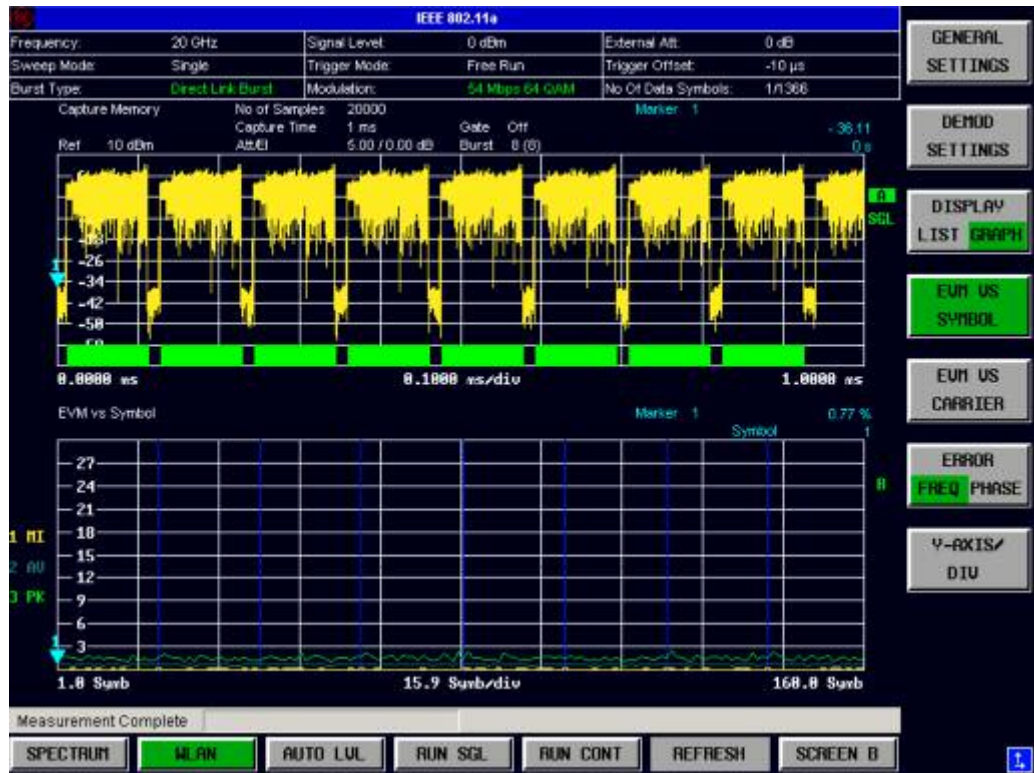 IEEE 802.11a
Frequency: 20 GHz Signal Level: 0 dBm External Att: 0 dB
Sweep Mode: Single Trigger Mode: Free Run Trigger Offset: -10 µs
Burst Type: Direct Link Burst Modulation: 54 Mbps 64 QAM No Of Data Symbols: 1/1366
Capture Memory No of Samples 20000 Marker 1
Capture Time 1 ms Gate Off -36.11
Ref 10 dBm Att/El 5.00 / 0.00 dB Burst 8 (8) 0 s
A
SGL
-26
1
-34
-42
-50
0.0000 ms 0.1000 ms/div 1.0000 ms
EVM vs Symbol Marker 1 0.77 %
Symbol 1
27
24
21
18
15
12
9
6
3
1 MI
2 AV
3 PK
1
1.0 Symb 15.9 Symb/div 160.0 Symb
Measurement Complete
SPECTRUM WLAN AUTO LVL RUN SGL RUN CONT REFRESH SCREEN B
GENERAL
SETTINGS
DEMOD
SETTINGS
DISPLAY
LIST GRAPH
EVM VS
SYMBOL
EVM VS
CARRIER
ERROR
FREQ PHASE
Y-AXIS/
DIV